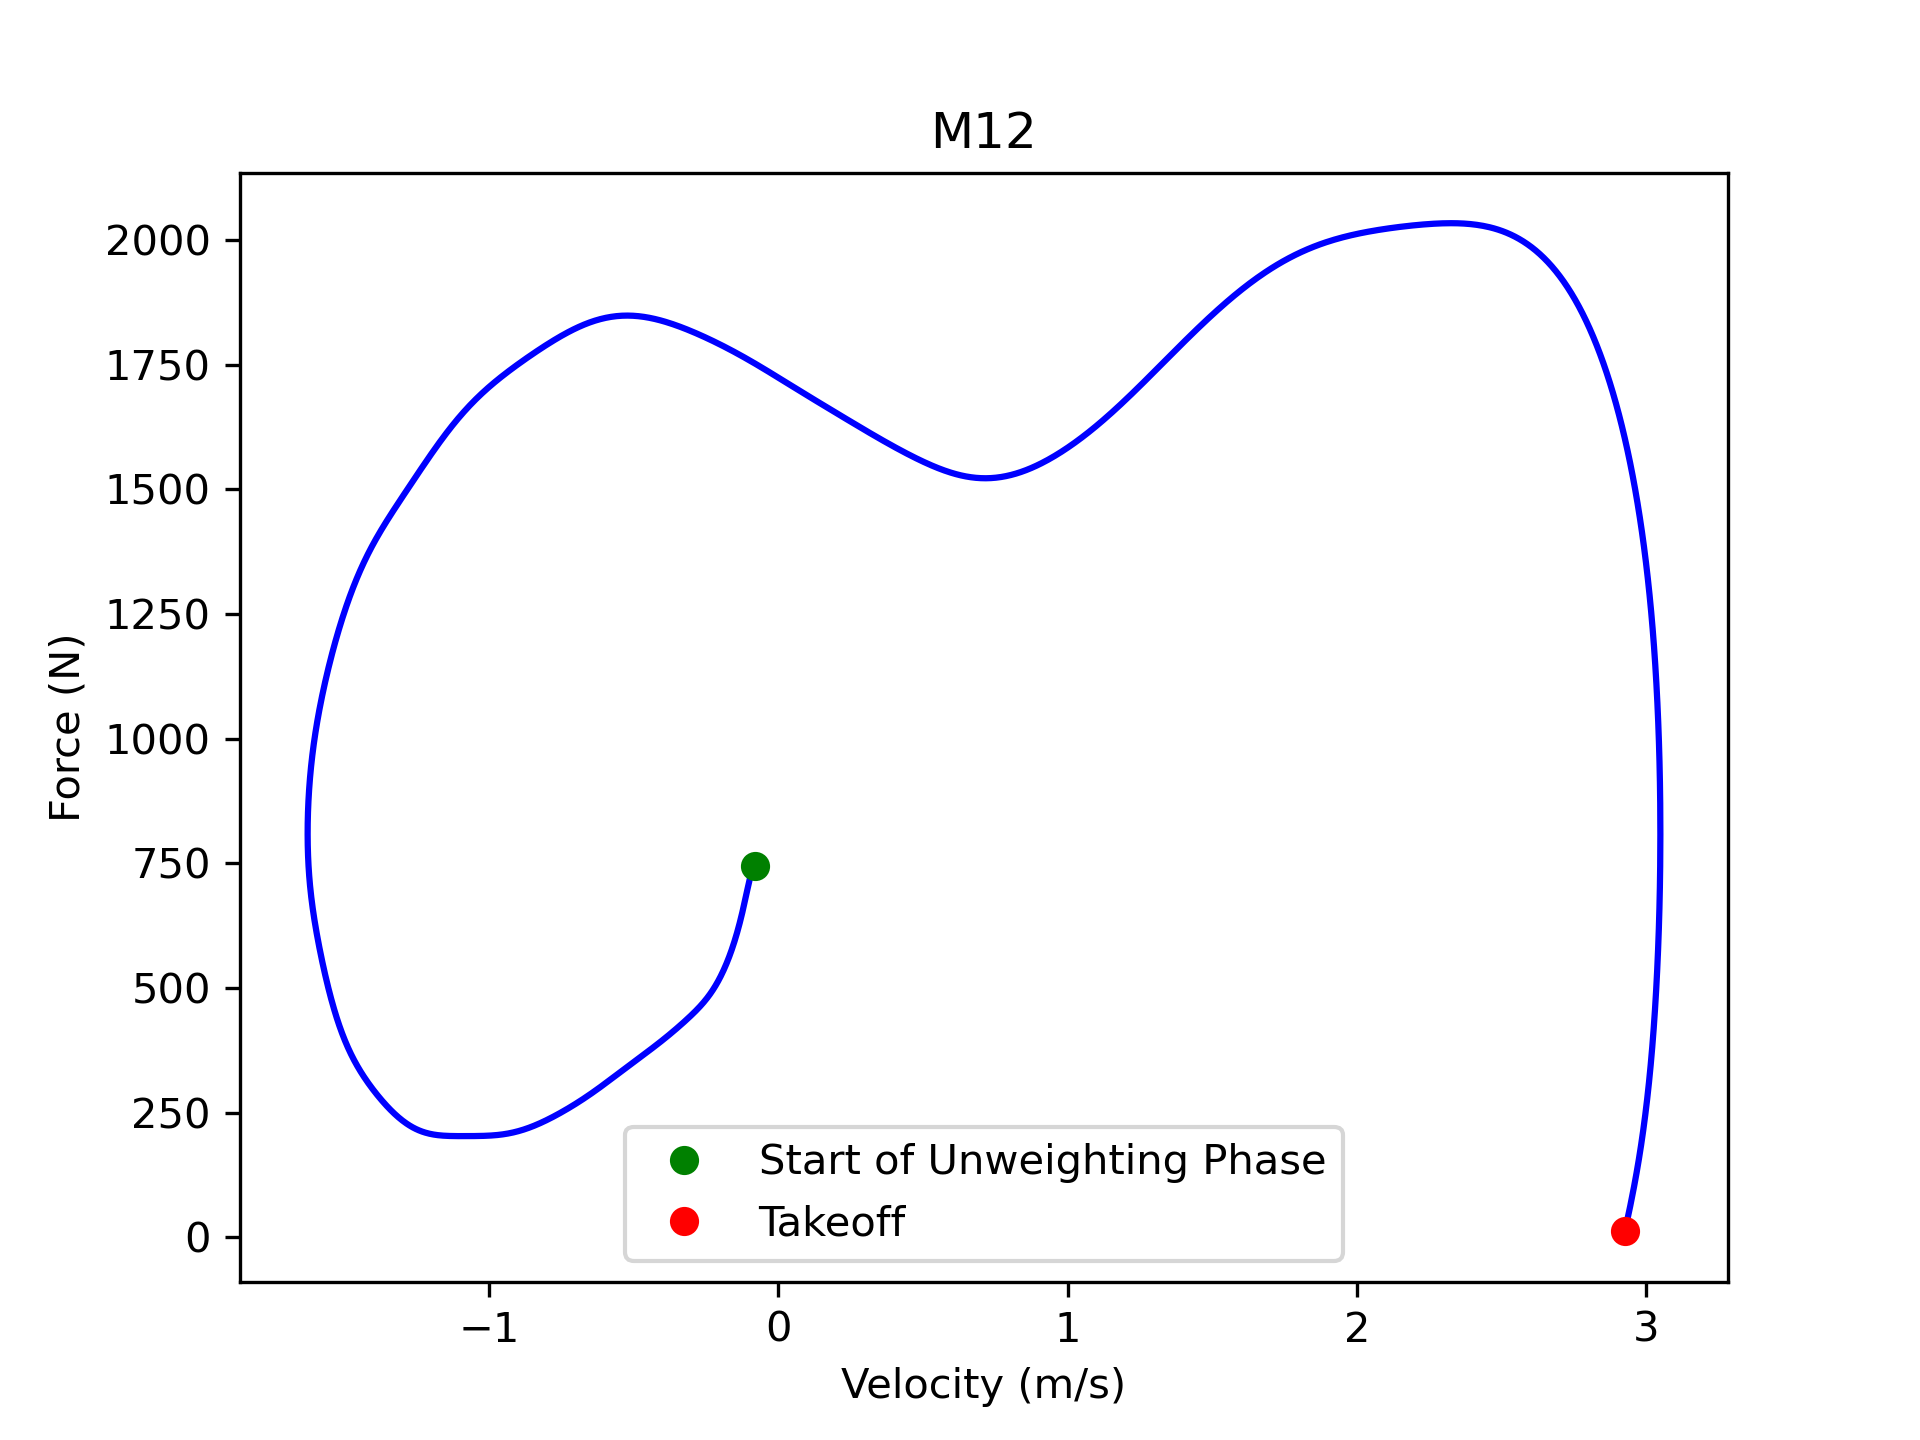 M12
2000
1750
1500
1250
1000
750
500
250
0
Force (N)
Start of Unweighting Phase
Takeoff
−1 0 1 2 3
Velocity (m/s)